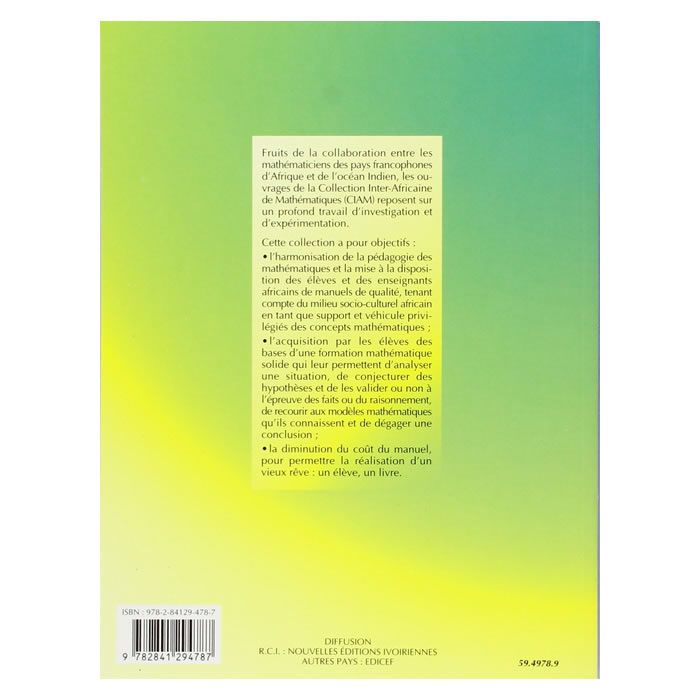 Fruits de la collaboration entre les
mathématiciens des pays francophones
d'Afrique et de l'océan Indien, les ou-
vrages de la Collection Inter-Africaine
de Mathématiques (CIAM) reposent sur
un profond travail d'investigation et
d'expérimentation.
Cette collection a pour objectifs :
• l'harmonisation de la pédagogie des
mathématiques et la mise à la disposi-
tion des élèves et des enseignants
africains de manuels de qualité, tenant
compte du milieu socio-culturel africain
en tant que support et véhicule privi-
légiés des concepts mathématiques ;
• l'acquisition par les élèves des
bases d'une formation mathématique
solide qui leur permettent d'analyser
une situation, de conjecturer des
hypothèses et de les valider ou non à
l'épreuve des faits ou du raisonnement,
de recourir aux modèles mathématiques
qu'ils connaissent et de dégager une
conclusion ;
• la diminution du coût du manuel,
pour permettre la réalisation d'un
vieux rêve : un élève, un livre.
ISBN : 978-2-84129-478-7
9 782841 294787
DIFFUSION
R.C.I. : NOUVELLES ÉDITIONS IVOIRIENNES
AUTRES PAYS : EDICEF
59.4978.9